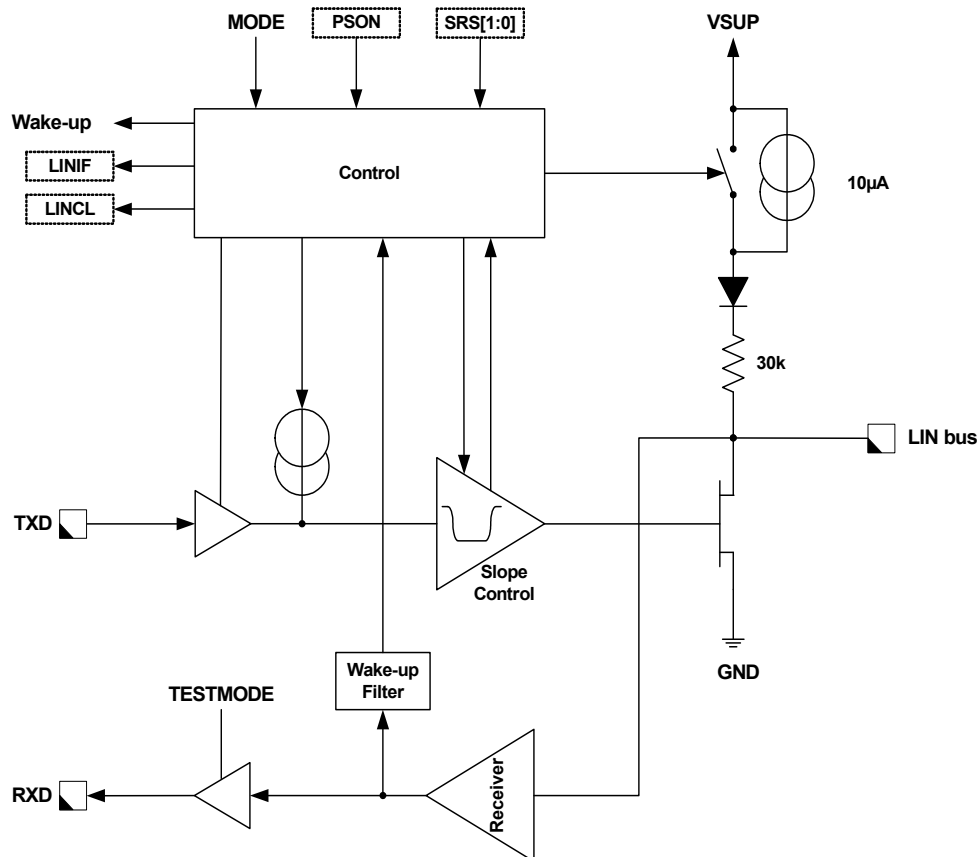 MODE
PSON
SRS[1:0]
VSUP
Wake-up
LINIF
LINCL
Control
10µA
30k
LIN bus
TXD
Slope
Control
GND
Wake-up
Filter
TESTMODE
Receiver
RXD